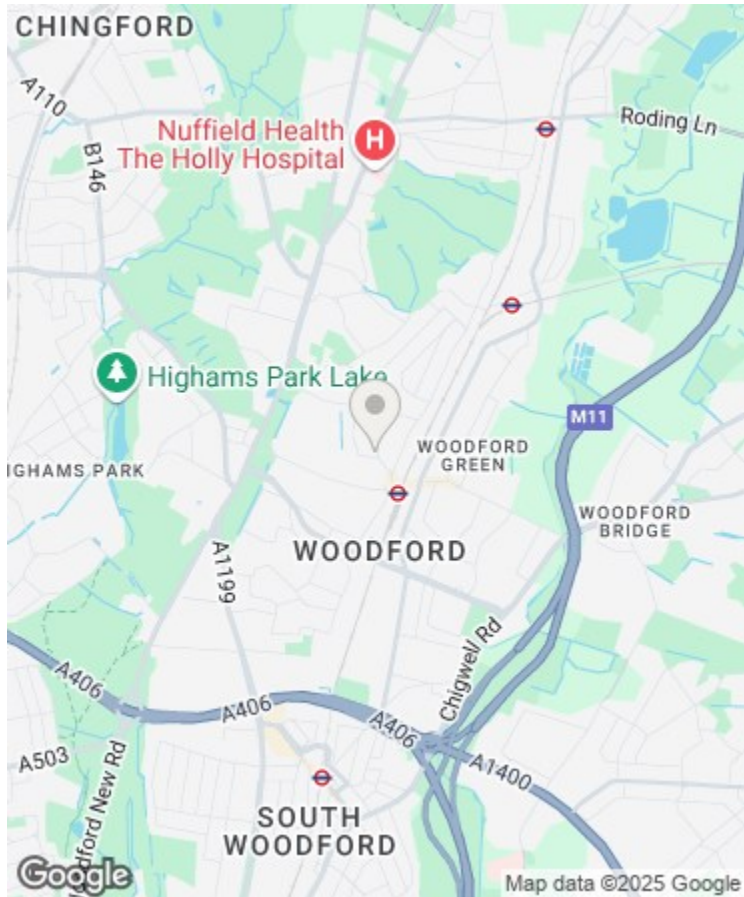 CHINGFORD
A110
B146
Nuffield Health
The Holly Hospital
H
Roding Ln
Highams Park Lake
M11
WOODFORD
GREEN
IGHAMS PARK
WOODFORD
BRIDGE
WOODFORD
A1199
Chigwell Rd
A406
A406
A406
A503
A1400
oodford New Rd
SOUTH
WOODFORD
Google
Map data ©2025 Google